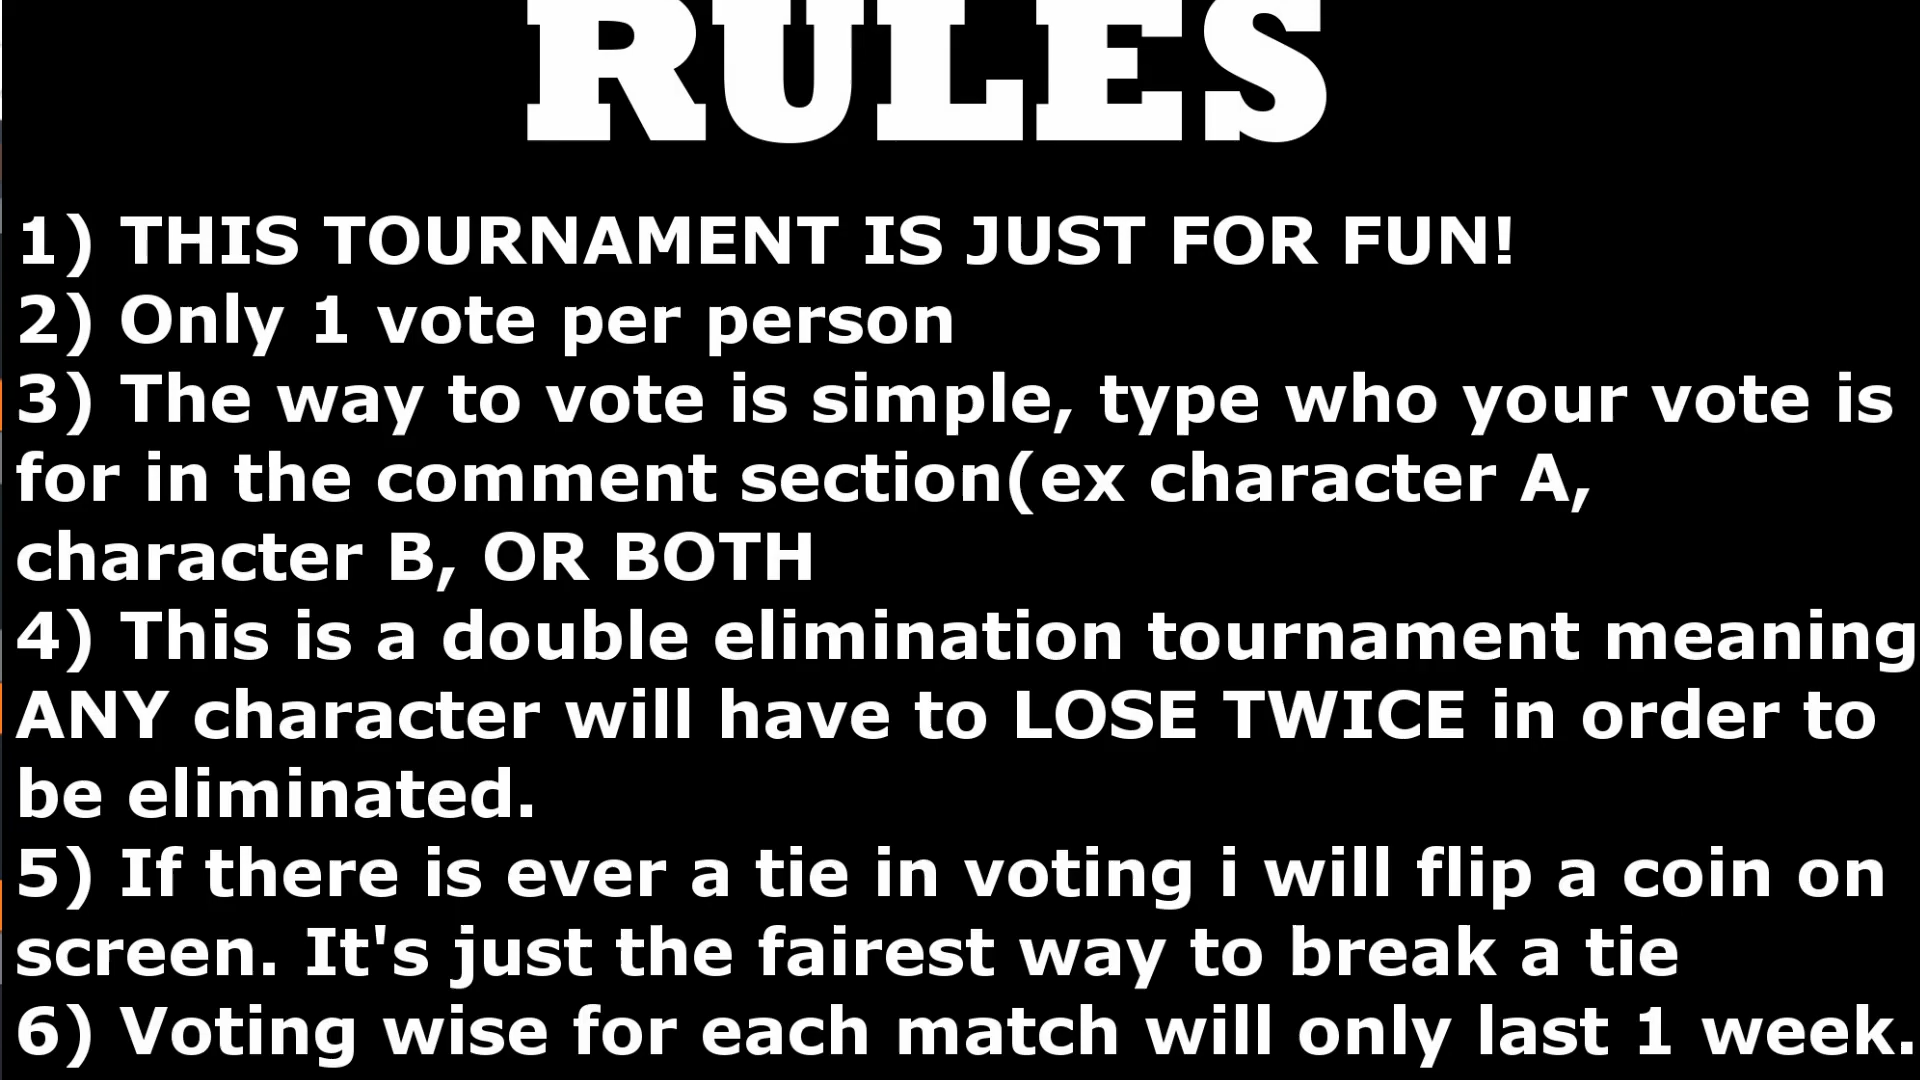 RULES
1) THIS TOURNAMENT IS JUST FOR FUN!
2) Only 1 vote per person
3) The way to vote is simple, type who your vote is
for in the comment section(ex character A,
character B, OR BOTH
4) This is a double elimination tournament meaning
ANY character will have to LOSE TWICE in order to
be eliminated.
5) If there is ever a tie in voting i will flip a coin on
screen. It's just the fairest way to break a tie
6) Voting wise for each match will only last 1 week.